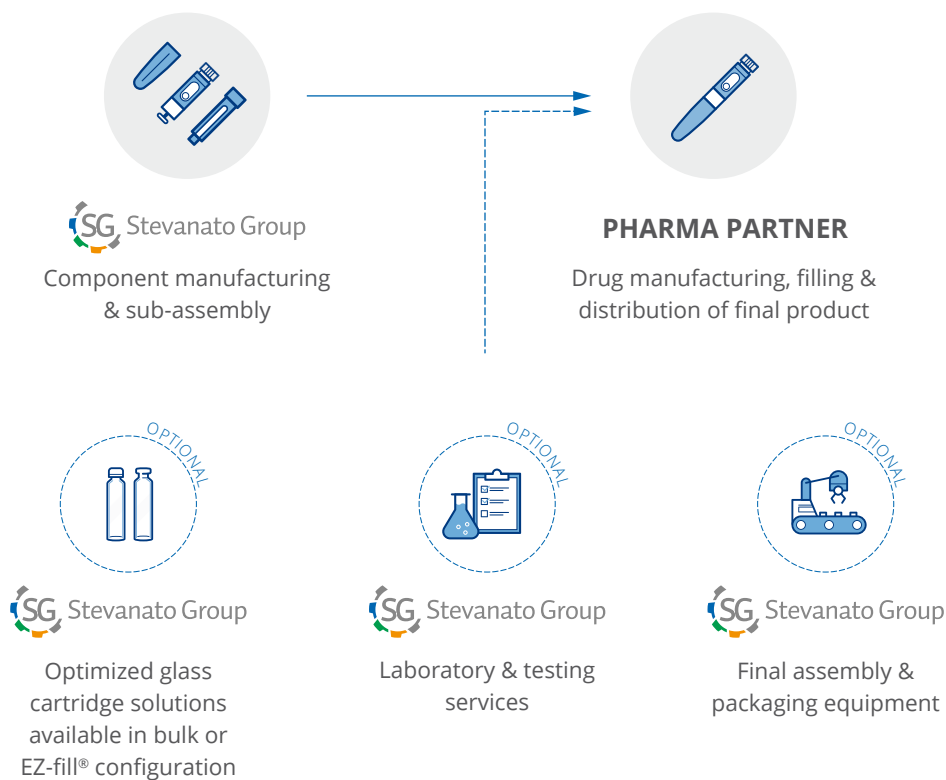 SG Stevanato Group
Component manufacturing
& sub-assembly
PHARMA PARTNER
Drug manufacturing, filling &
distribution of final product
OPTIONAL
SG Stevanato Group
Optimized glass
cartridge solutions
available in bulk or
EZ-fill® configuration
OPTIONAL
SG Stevanato Group
Laboratory & testing
services
OPTIONAL
SG Stevanato Group
Final assembly &
packaging equipment